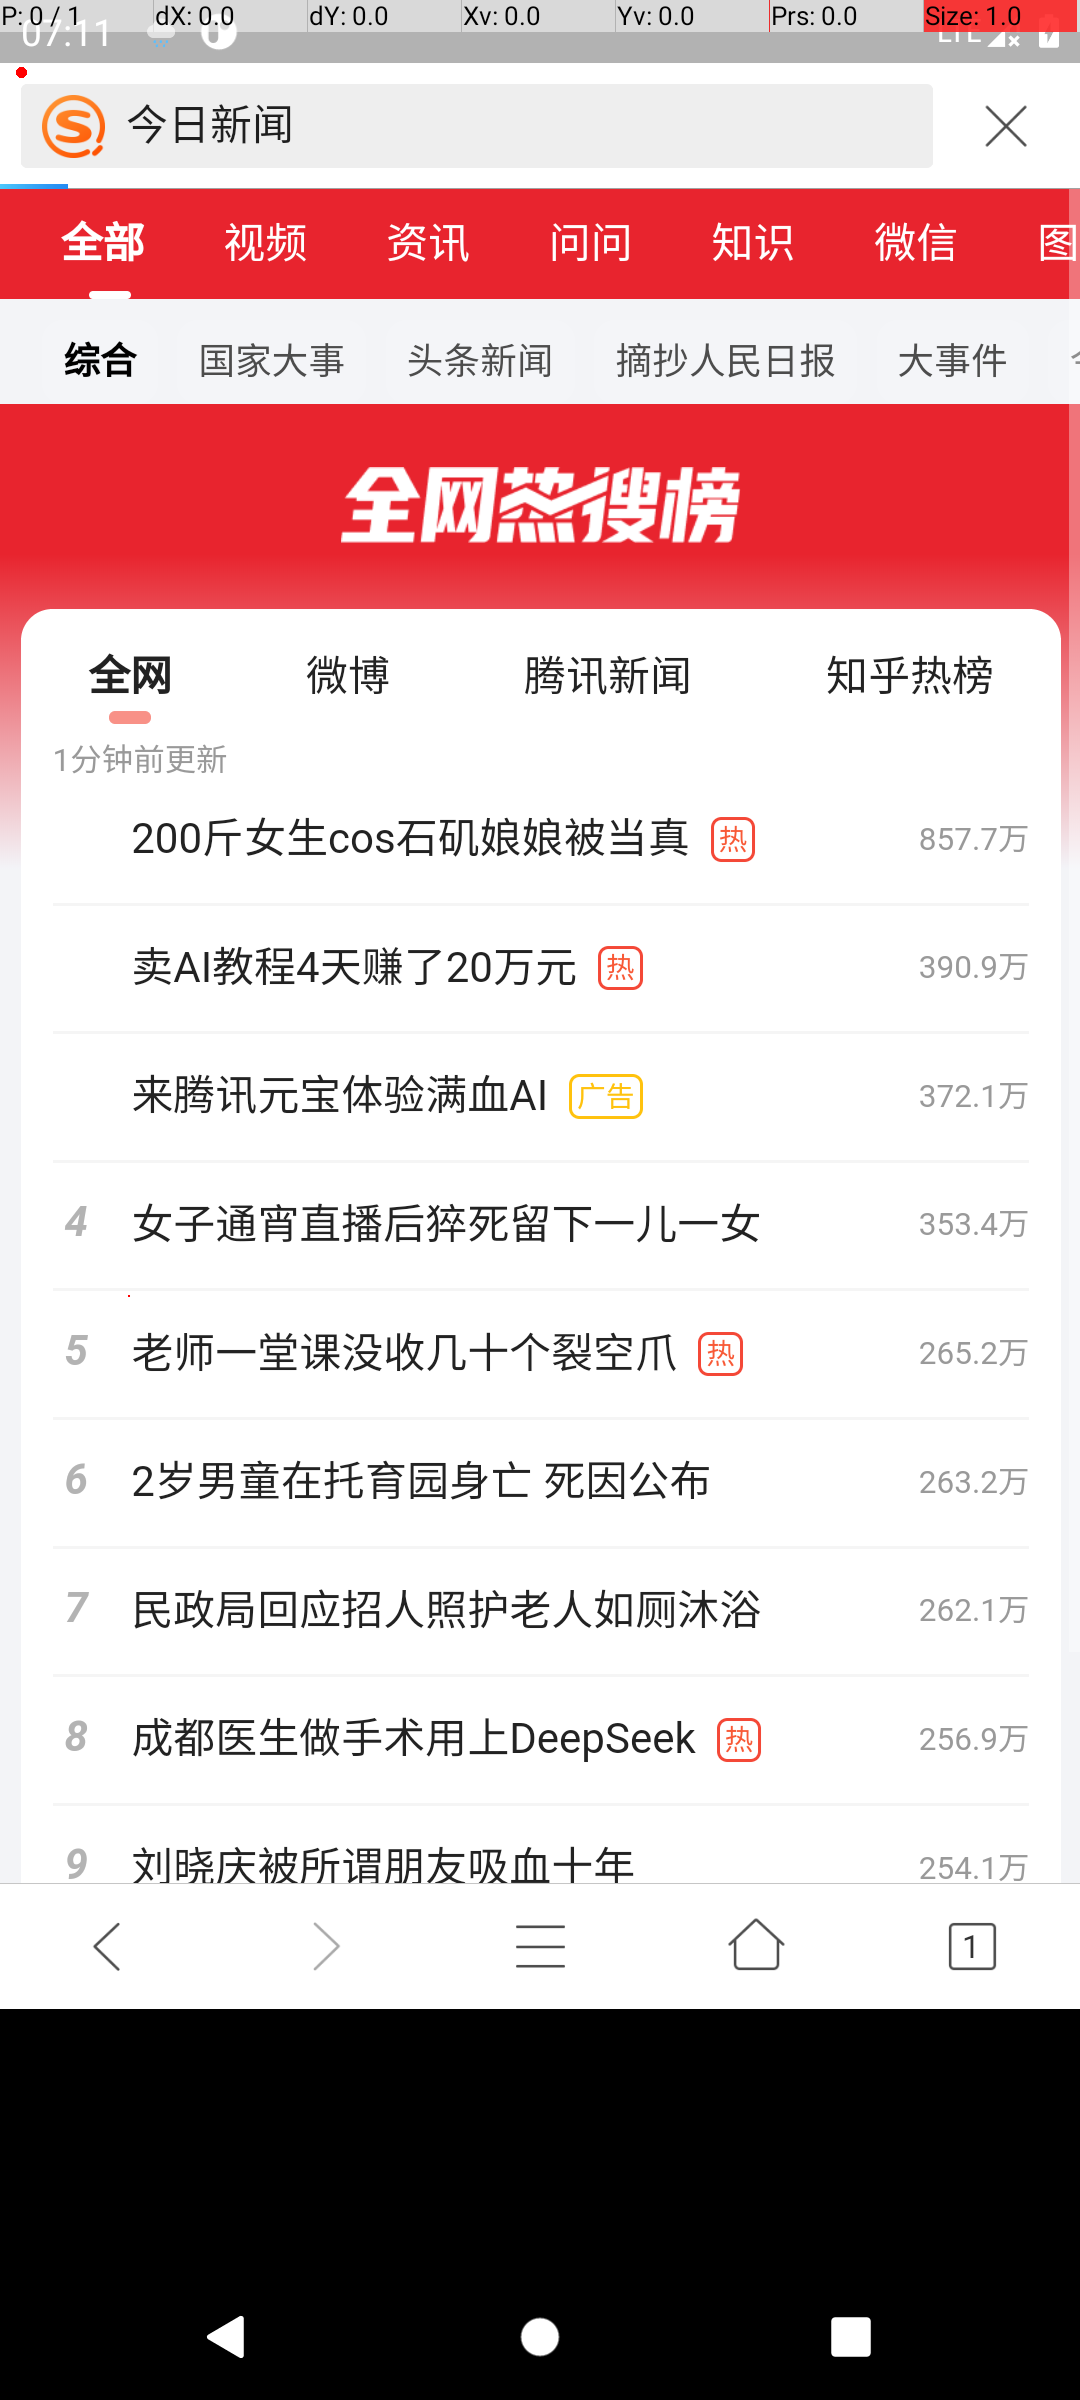 P: 0 / 1 dX: 0.0 dY: 0.0 Xv: 0.0 Yv: 0.0 Prs: 0.0 Size: 1.0
07:11 LTE
今日新闻
全部 视频 资讯 问问 知识 微信 图
综合 国家大事 头条新闻 摘抄人民日报 大事件
全网热搜榜
全网 微博 腾讯新闻 知乎热榜
1分钟前更新
200斤女生cos石矶娘娘被当真 热 857.7万
卖AI教程4天赚了20万元 热 390.9万
来腾讯元宝体验满血AI 广告 372.1万
4 女子通宵直播后猝死留下一儿一女 353.4万
5 老师一堂课没收几十个裂空爪 热 265.2万
6 2岁男童在托育园身亡 死因公布 263.2万
7 民政局回应招人照护老人如厕沐浴 262.1万
8 成都医生做手术用上DeepSeek 热 256.9万
9 刘晓庆被所谓朋友吸血十年 254.1万
1